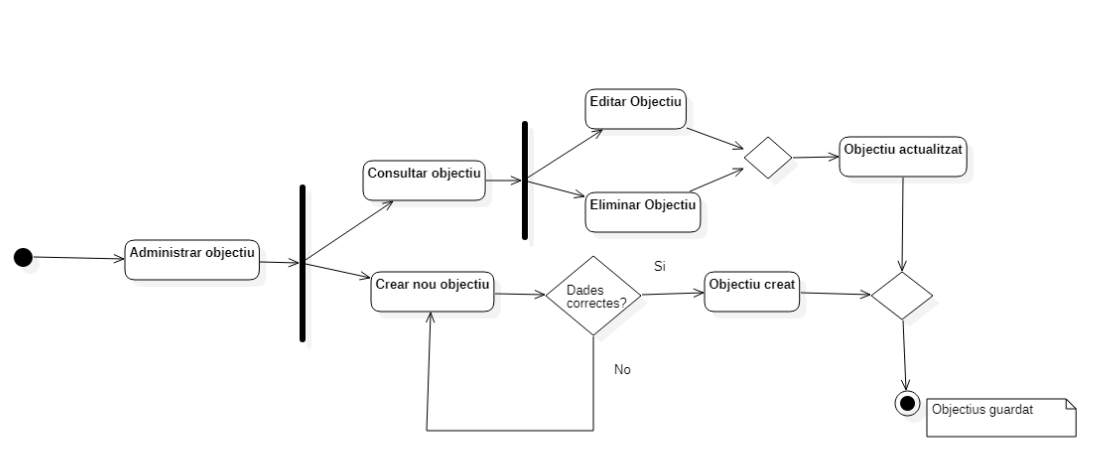 Editar Objectiu
Objectiu actualitzat
Consultar objectiu
Eliminar Objectiu
Administrar objectiu
Si
Crear nou objectiu
Dades
correctes?
Objectiu creat
No
Objectius guardat